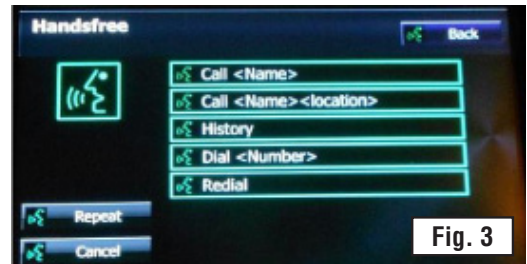 Handsfree
Back
Call <Name>
Call <Name><location>
History
Dial <Number>
Redial
Repeat
Cancel
Fig. 3